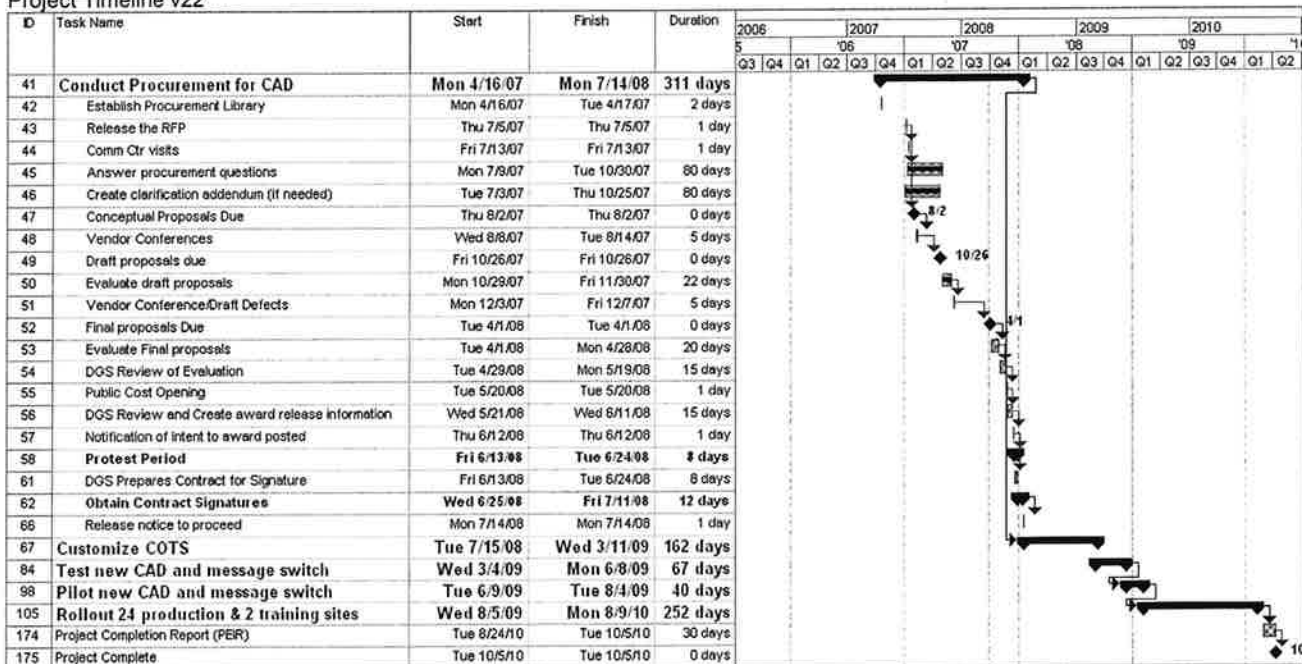 Project Timeline v22
ID Task Name Start Finish Duration
2006 2007 2008 2009 2010
5 '06 '07 '08 '09 '10
Q3 Q4 Q1 Q2 Q3 Q4 Q1 Q2 Q3 Q4 Q1 Q2 Q3 Q4 Q1 Q2 Q3 Q4 Q1 Q2
41 Conduct Procurement for CAD Mon 4/16/07 Mon 7/14/08 311 days
42 Establish Procurement Library Mon 4/16/07 Tue 4/17/07 2 days
43 Release the RFP Thu 7/5/07 Thu 7/5/07 1 day
44 Comm Ctr visits Fri 7/13/07 Fri 7/13/07 1 day
45 Answer procurement questions Mon 7/9/07 Tue 10/30/07 80 days
46 Create clarification addendum (if needed) Tue 7/3/07 Thu 10/25/07 80 days
47 Conceptual Proposals Due Thu 8/2/07 Thu 8/2/07 0 days 8/2
48 Vendor Conferences Wed 8/8/07 Tue 8/14/07 5 days
49 Draft proposals due Fri 10/26/07 Fri 10/26/07 0 days 10/26
50 Evaluate draft proposals Mon 10/29/07 Fri 11/30/07 22 days
51 Vendor Conference/Draft Defects Mon 12/3/07 Fri 12/7/07 5 days
52 Final proposals Due Tue 4/1/08 Tue 4/1/08 0 days 4/1
53 Evaluate Final proposals Tue 4/1/08 Mon 4/28/08 20 days
54 DGS Review of Evaluation Tue 4/29/08 Mon 5/19/08 15 days
55 Public Cost Opening Tue 5/20/08 Tue 5/20/08 1 day
56 DGS Review and Create award release information Wed 5/21/08 Wed 6/11/08 15 days
57 Notification of intent to award posted Thu 6/12/08 Thu 6/12/08 1 day
58 Protest Period Fri 6/13/08 Tue 6/24/08 8 days
61 DGS Prepares Contract for Signature Fri 6/13/08 Tue 6/24/08 8 days
62 Obtain Contract Signatures Wed 6/25/08 Fri 7/11/08 12 days
66 Release notice to proceed Mon 7/14/08 Mon 7/14/08 1 day
67 Customize COTS Tue 7/15/08 Wed 3/11/09 162 days
84 Test new CAD and message switch Wed 3/4/09 Mon 6/8/09 67 days
98 Pilot new CAD and message switch Tue 6/9/09 Tue 8/4/09 40 days
105 Rollout 24 production & 2 training sites Wed 8/5/09 Mon 8/9/10 252 days
174 Project Completion Report (PEIR) Tue 8/24/10 Tue 10/5/10 30 days
175 Project Complete Tue 10/5/10 Tue 10/5/10 0 days 10